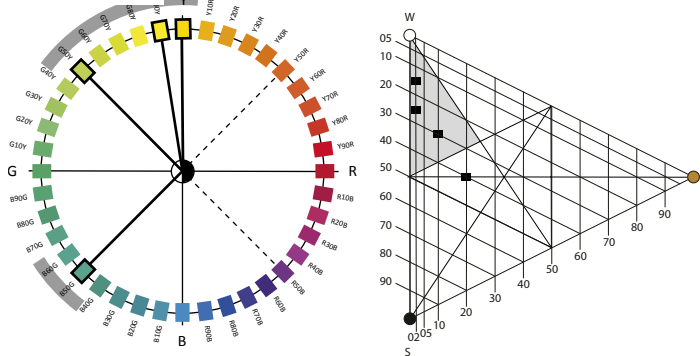 G80Y
G70Y
G60Y
G50Y
G40Y
G30Y
G20Y
G10Y
G
B90G
B80G
B70G
B60G
B50G
B40G
B30G
B20G
B10G
B
R90B
R80B
R70B
R60B
R50B
R40B
R30B
R20B
R10B
R
Y90R
Y80R
Y70R
Y60R
Y50R
Y40R
Y30R
Y20R
Y10R
W
05
10
20
30
40
50
60
70
80
90
S
02
05
10
20
30
40
50
60
70
80
90